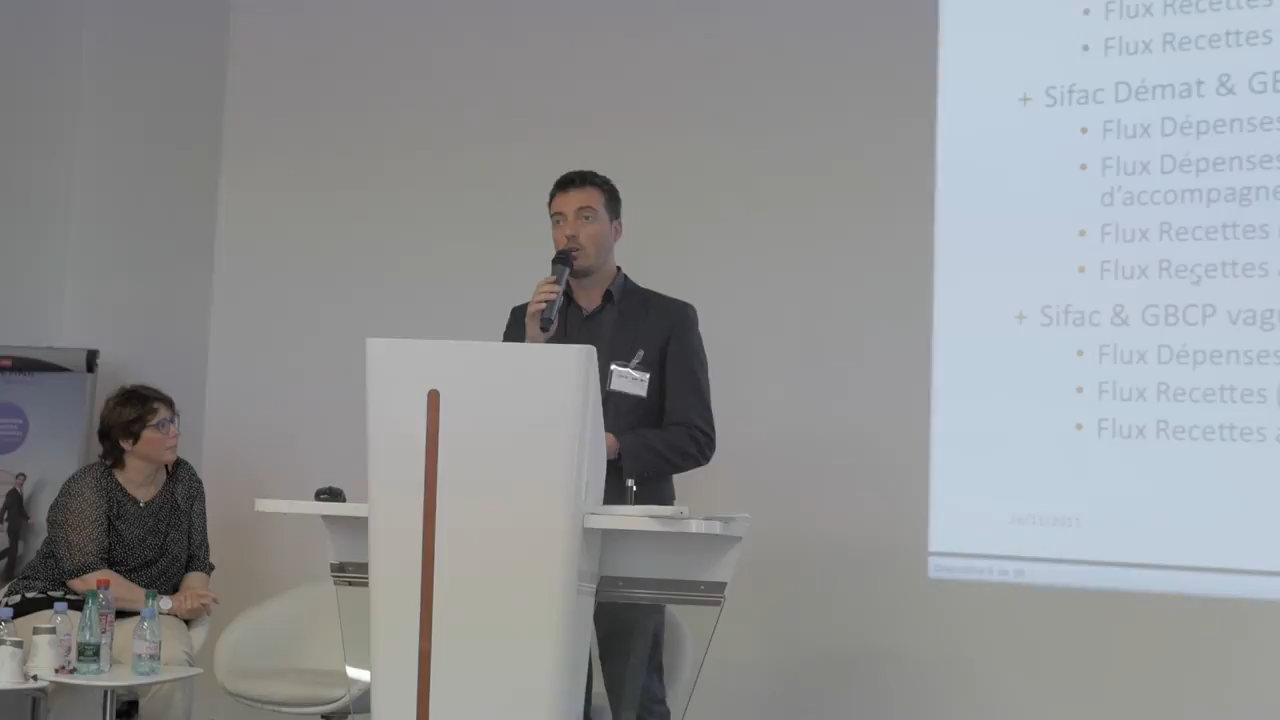 Flux Recettes
Flux Recettes
+ Sifac Démat & GB
Flux Dépenses
Flux Dépenses
d'accompagne
Flux Recettes
Flux Recettes
+ Sifac & GBCP vagu
Flux Dépenses
Flux Recettes
Flux Recettes a